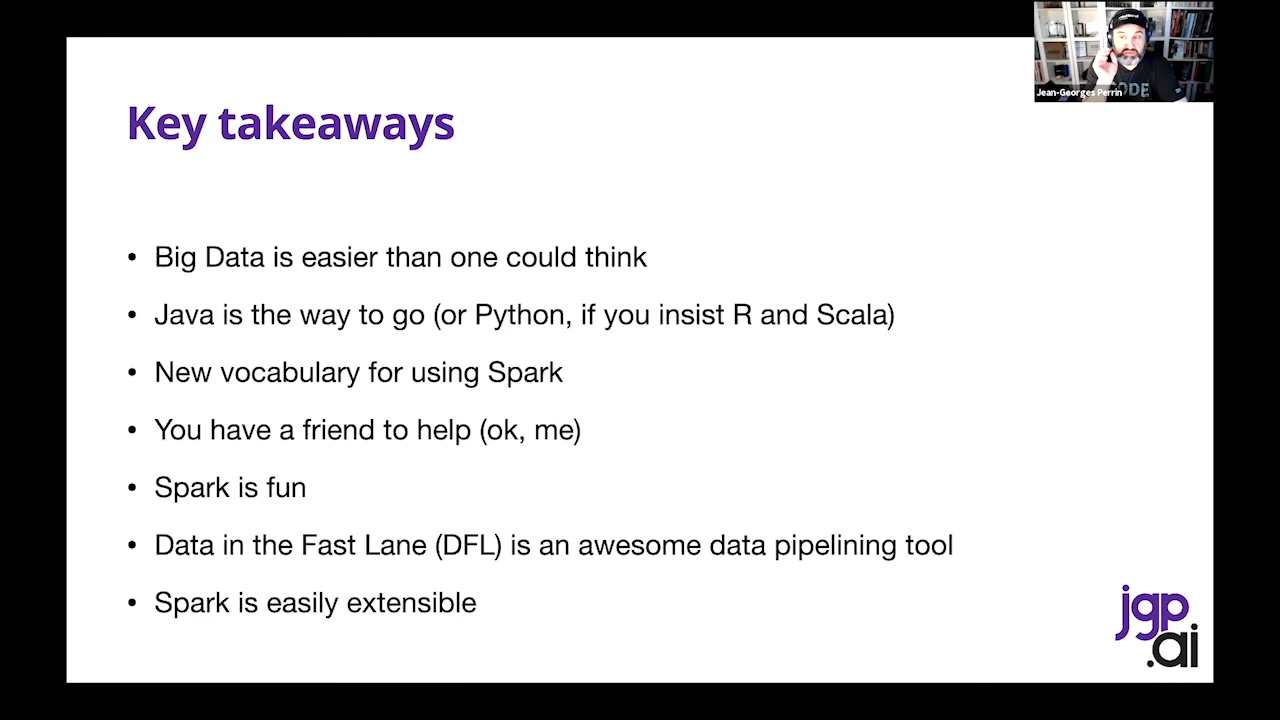 Jean-Georges Perrin
CODE
Key takeaways
• Big Data is easier than one could think
• Java is the way to go (or Python, if you insist R and Scala)
• New vocabulary for using Spark
• You have a friend to help (ok, me)
• Spark is fun
• Data in the Fast Lane (DFL) is an awesome data pipelining tool
• Spark is easily extensible
jgp
.ai